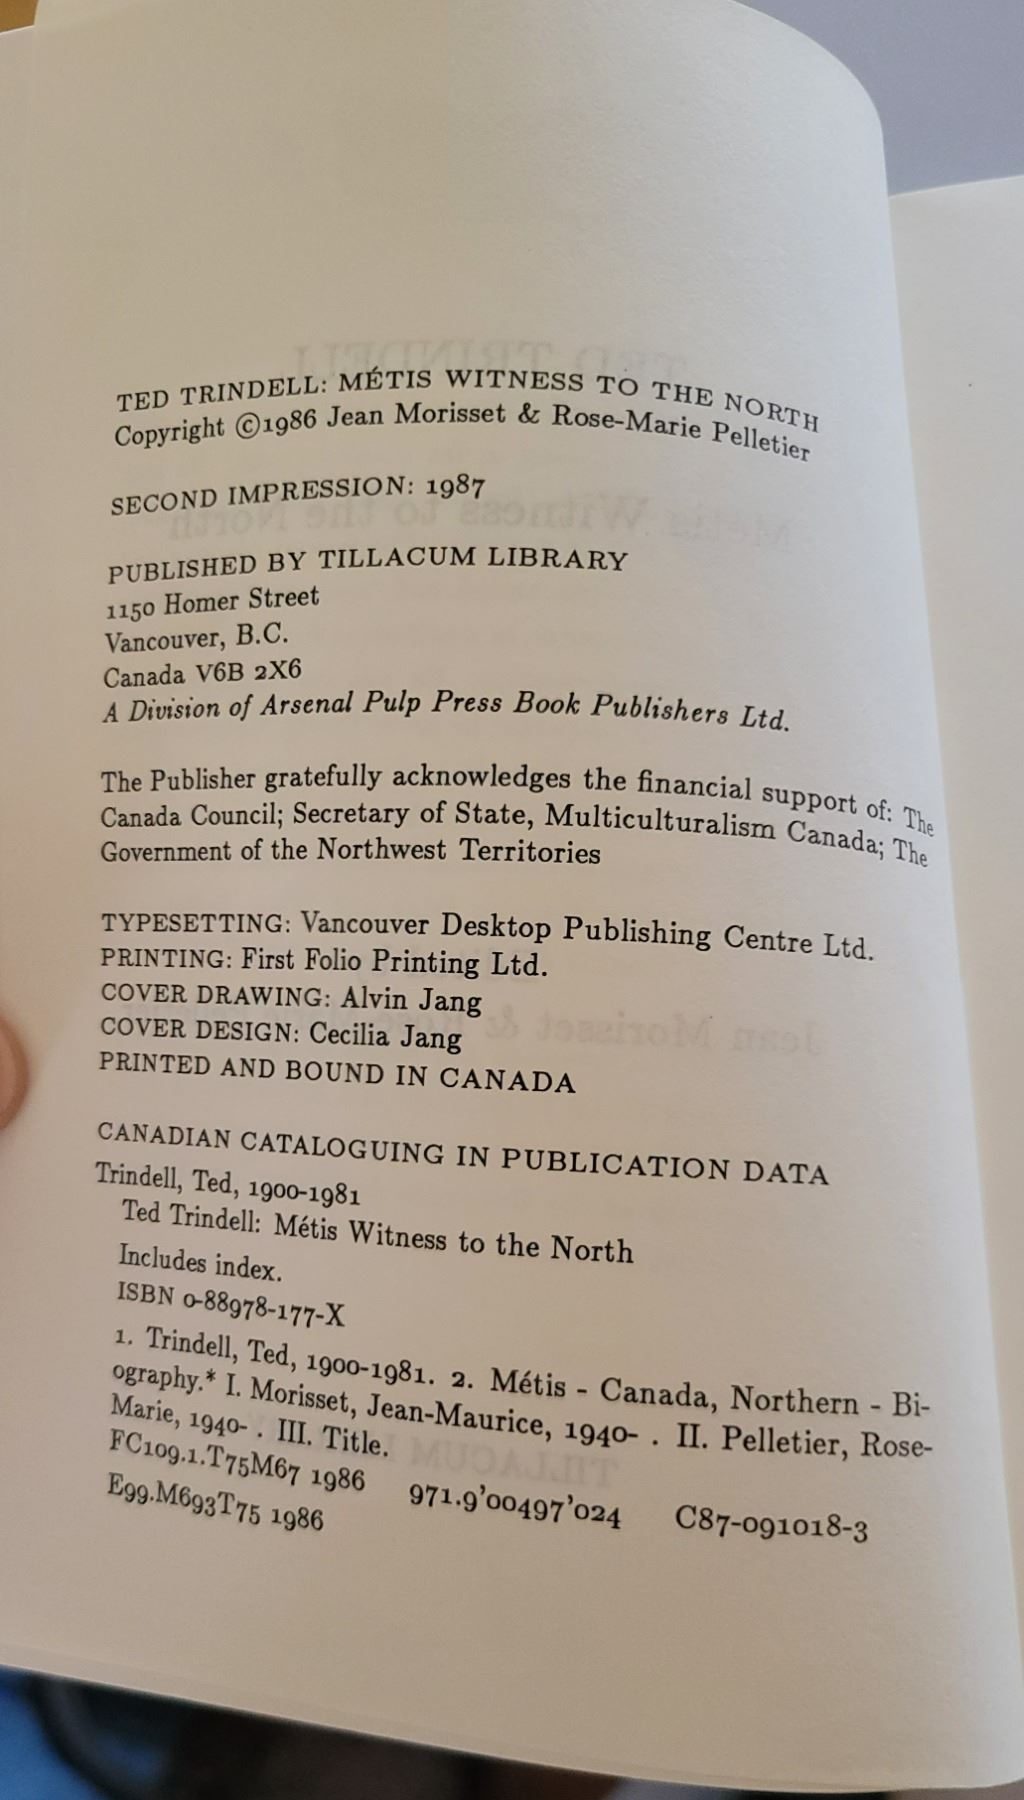 TED TRINDELL: MÉTIS WITNESS TO THE NORTH
Copyright ©1986 Jean Morisset & Rose-Marie Pelletier
SECOND IMPRESSION: 1987
PUBLISHED BY TILLACUM LIBRARY
1150 Homer Street
Vancouver, B.C.
Canada V6B 2X6
A Division of Arsenal Pulp Press Book Publishers Ltd.
The Publisher gratefully acknowledges the financial support of: The
Canada Council; Secretary of State, Multiculturalism Canada; The
Government of the Northwest Territories
TYPESETTING: Vancouver Desktop Publishing Centre Ltd.
PRINTING: First Folio Printing Ltd.
COVER DRAWING: Alvin Jang
COVER DESIGN: Cecilia Jang
PRINTED AND BOUND IN CANADA
CANADIAN CATALOGUING IN PUBLICATION DATA
Trindell, Ted, 1900-1981
Ted Trindell: Métis Witness to the North
Includes index.
ISBN 0-88978-177-X
1. Trindell, Ted, 1900-1981. 2. Métis - Canada, Northern - Bi-
ography.* I. Morisset, Jean-Maurice, 1940- . II. Pelletier, Rose-
Marie, 1940- . III. Title.
FC109.1.T75M67 1986 971.9'00497'024 C87-091018-3
E99.M693T75 1986